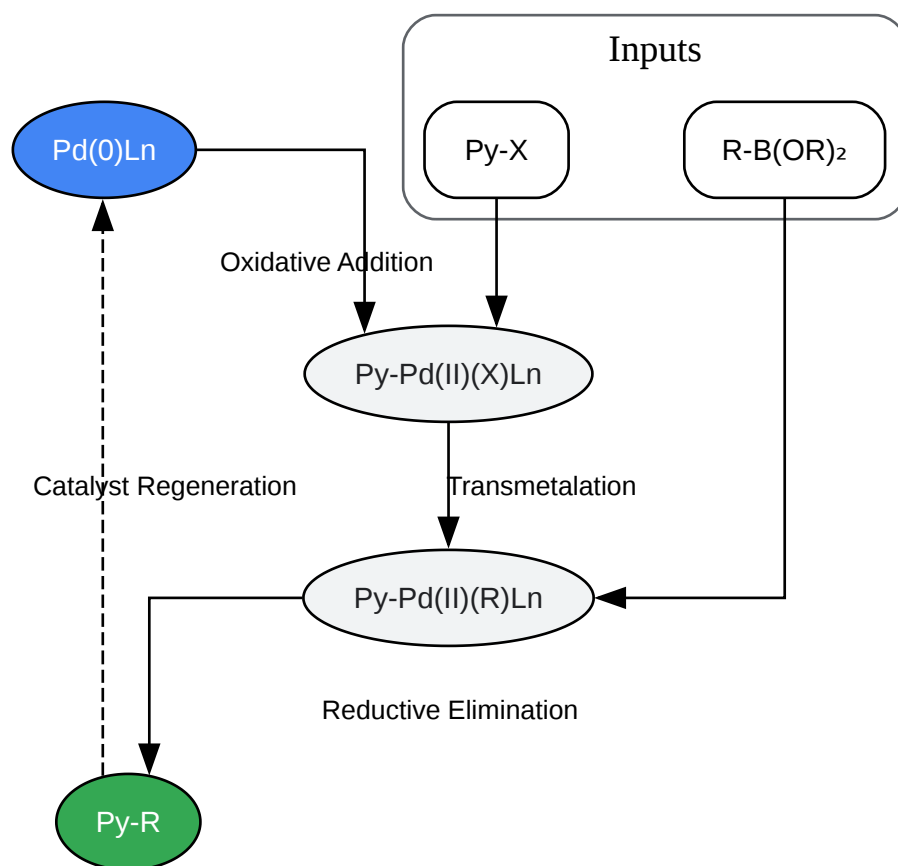 Inputs
Pd(0)Ln
Py-X
R-B(OR)₂
Oxidative Addition
Py-Pd(II)(X)Ln
Catalyst Regeneration
Transmetalation
Py-Pd(II)(R)Ln
Reductive Elimination
Py-R